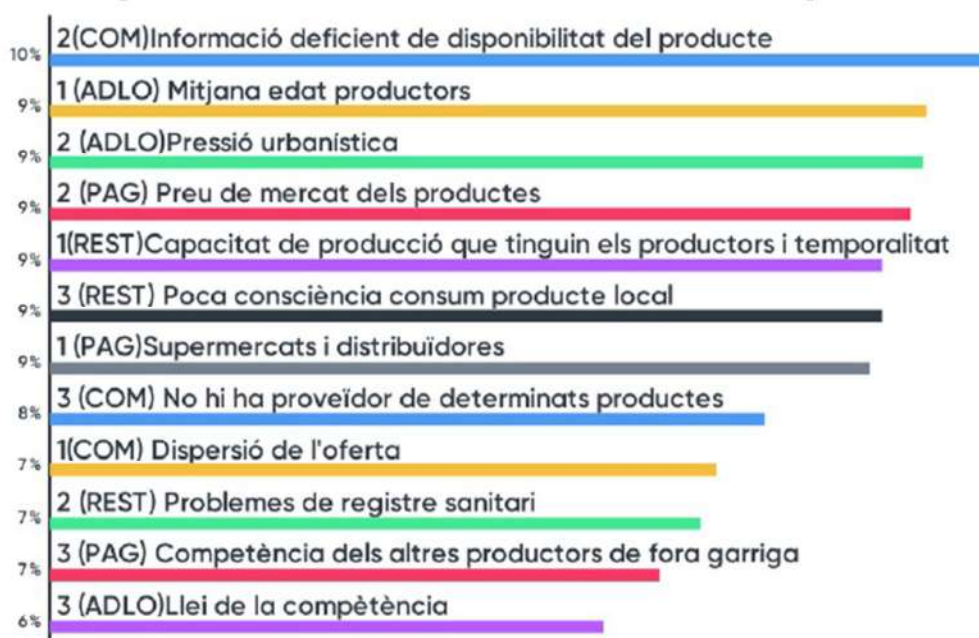 2(COM)Informació deficient de disponibilitat del producte
10%
1 (ADLO) Mitjana edat productors
9%
2 (ADLO)Pressió urbanística
9%
2 (PAG) Preu de mercat dels productes
9%
1(REST)Capacitat de producció que tinguin els productors i temporalitat
9%
3 (REST) Poca consciència consum producte local
9%
1 (PAG)Supermercats i distribuïdores
9%
3 (COM) No hi ha proveïdor de determinats productes
8%
1(COM) Dispersió de l'oferta
7%
2 (REST) Problemes de registre sanitari
7%
3 (PAG) Competència dels altres productors de fora garriga
7%
3 (ADLO)Llei de la compètència
6%